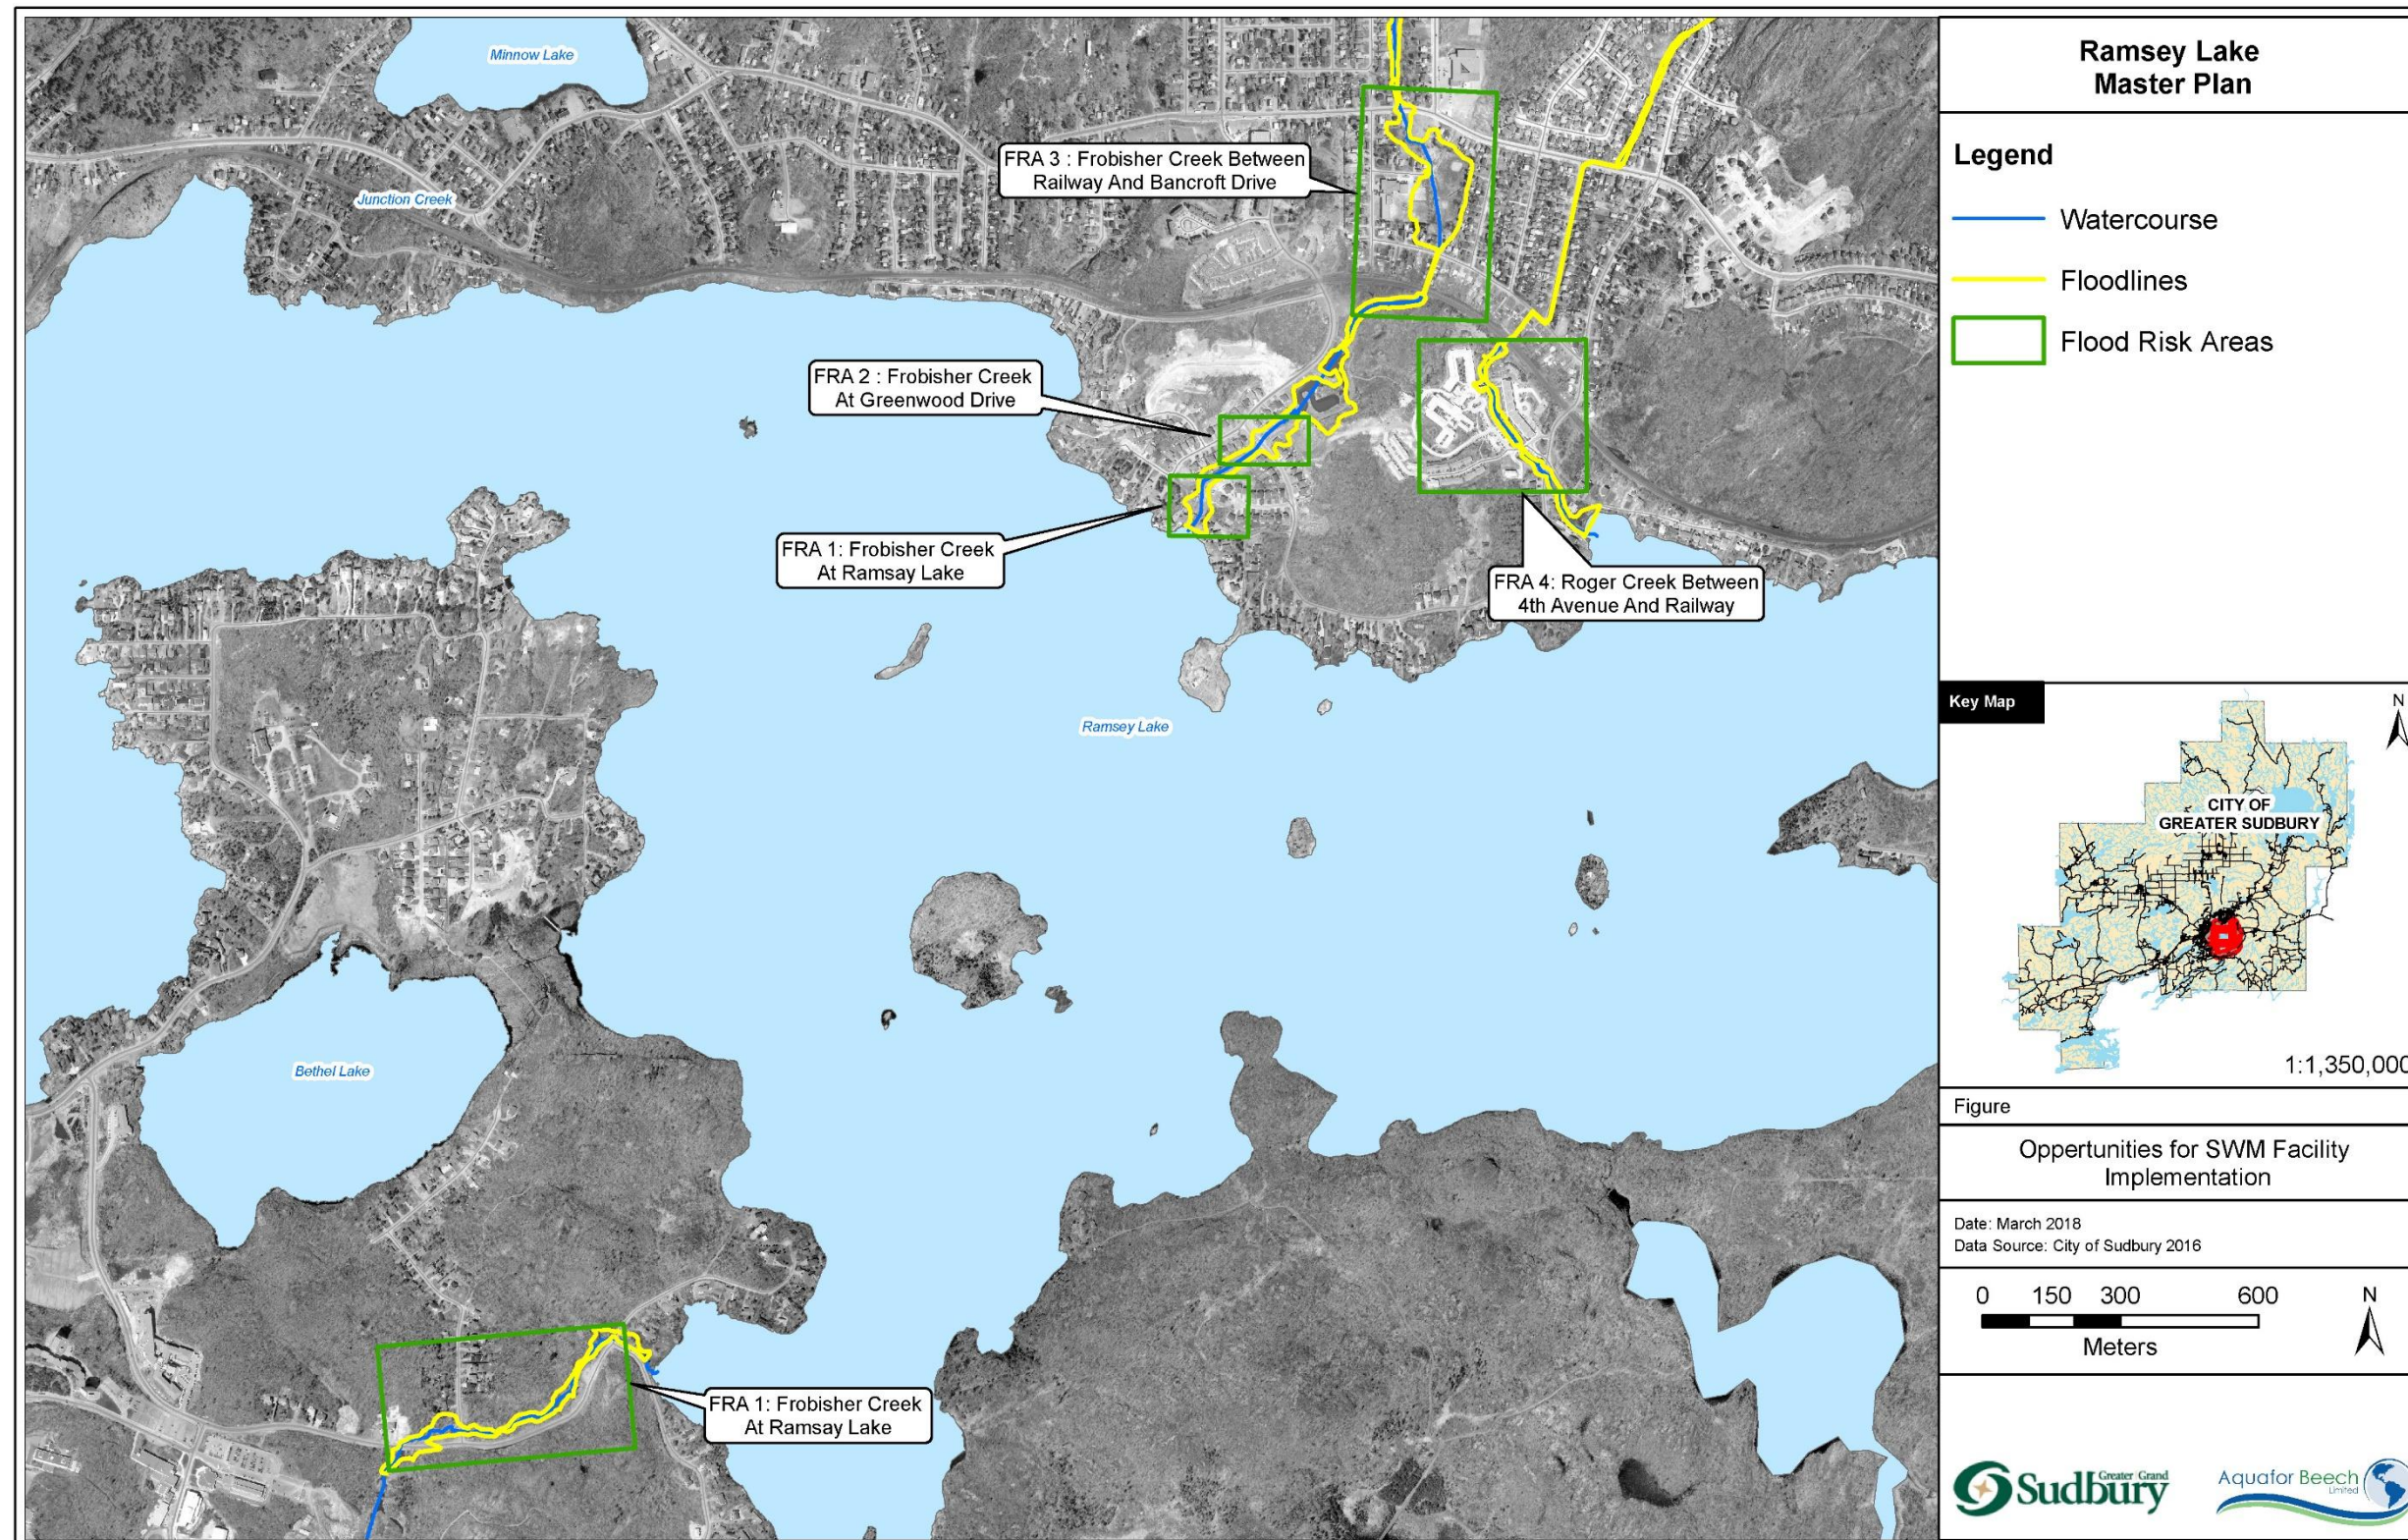 Minnow Lake
Junction Creek
FRA 3 : Frobisher Creek Between
Railway And Bancroft Drive
FRA 2 : Frobisher Creek
At Greenwood Drive
FRA 1: Frobisher Creek
At Ramsay Lake
FRA 4: Roger Creek Between
4th Avenue And Railway
Ramsey Lake
Bethel Lake
FRA 1: Frobisher Creek
At Ramsay Lake
Ramsey Lake
Master Plan
Legend
Watercourse
Floodlines
Flood Risk Areas
Key Map
N
CITY OF
GREATER SUDBURY
1:1,350,000
Figure
Oppertunities for SWM Facility
Implementation
Date: March 2018
Data Source: City of Sudbury 2016
0 150 300 600
Meters
N
Greater Grand
Sudbury
Aquafor Beech
Limited